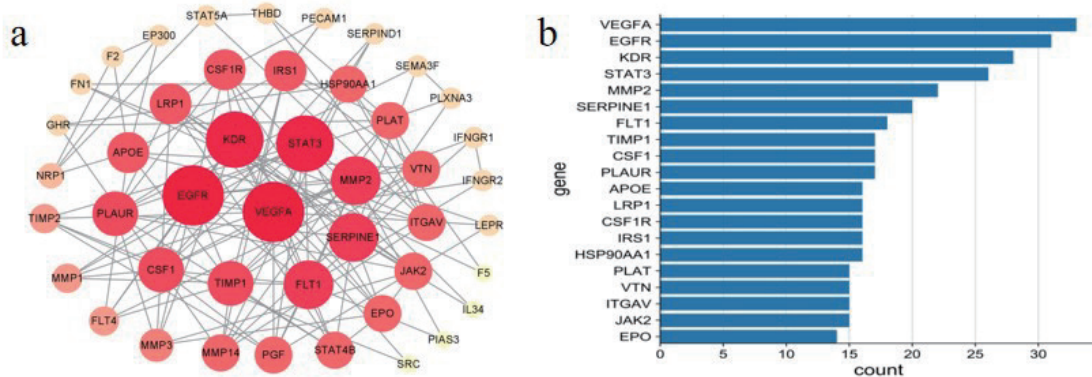 a
STAT5A
THBD
PECAM1
EP300
SERPIND1
F2
CSF1R
IRS1
HSP90AA1
SEMA3F
FN1
LRP1
PLXNA3
GHR
KDR
STAT3
PLAT
IFNGR1
APOE
NRP1
MMP2
VTN
IFNGR2
EGFR
VEGFA
TIMP2
PLAUR
ITGAV
LEPR
SERPINE1
CSF1
JAK2
F5
MMP1
TIMP1
FLT1
IL34
FLT4
EPO
PIAS3
MMP3
MMP14
PGF
STAT4B
SRC
b
gene
VEGFA
EGFR
KDR
STAT3
MMP2
SERPINE1
FLT1
TIMP1
CSF1
PLAUR
APOE
LRP1
CSF1R
IRS1
HSP90AA1
PLAT
VTN
ITGAV
JAK2
EPO
0 5 10 15 20 25 30
count